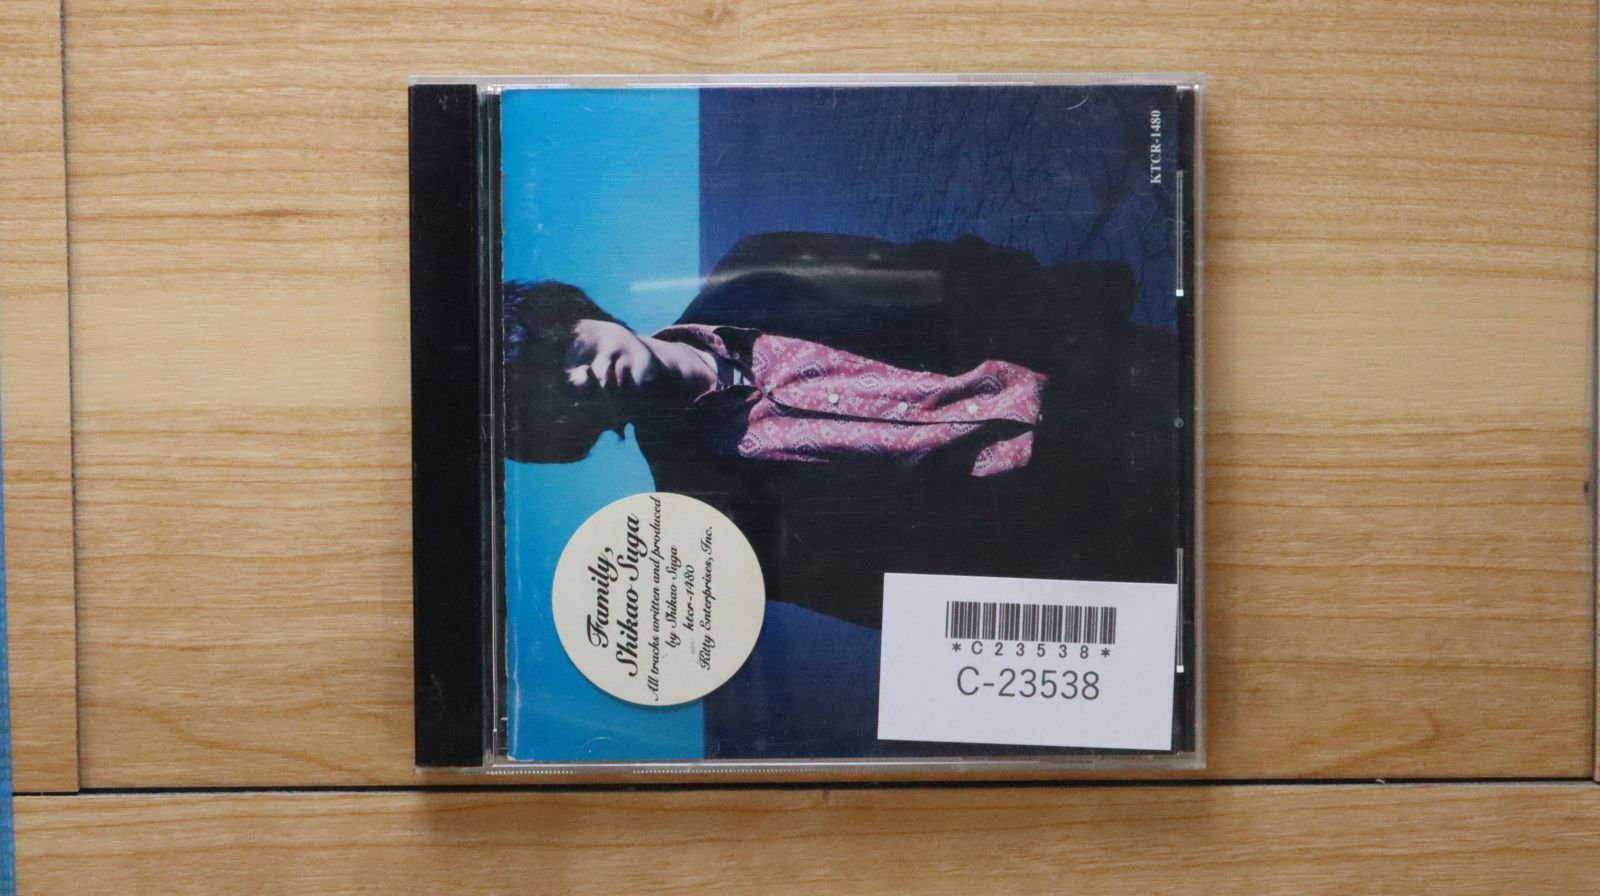 KTCR-1480
Family,
Shikao Suga
All tracks written and produced
by Shikao Suga
ktcr-1480
Kitty Enterprises, Inc.
*C23538*
C-23538